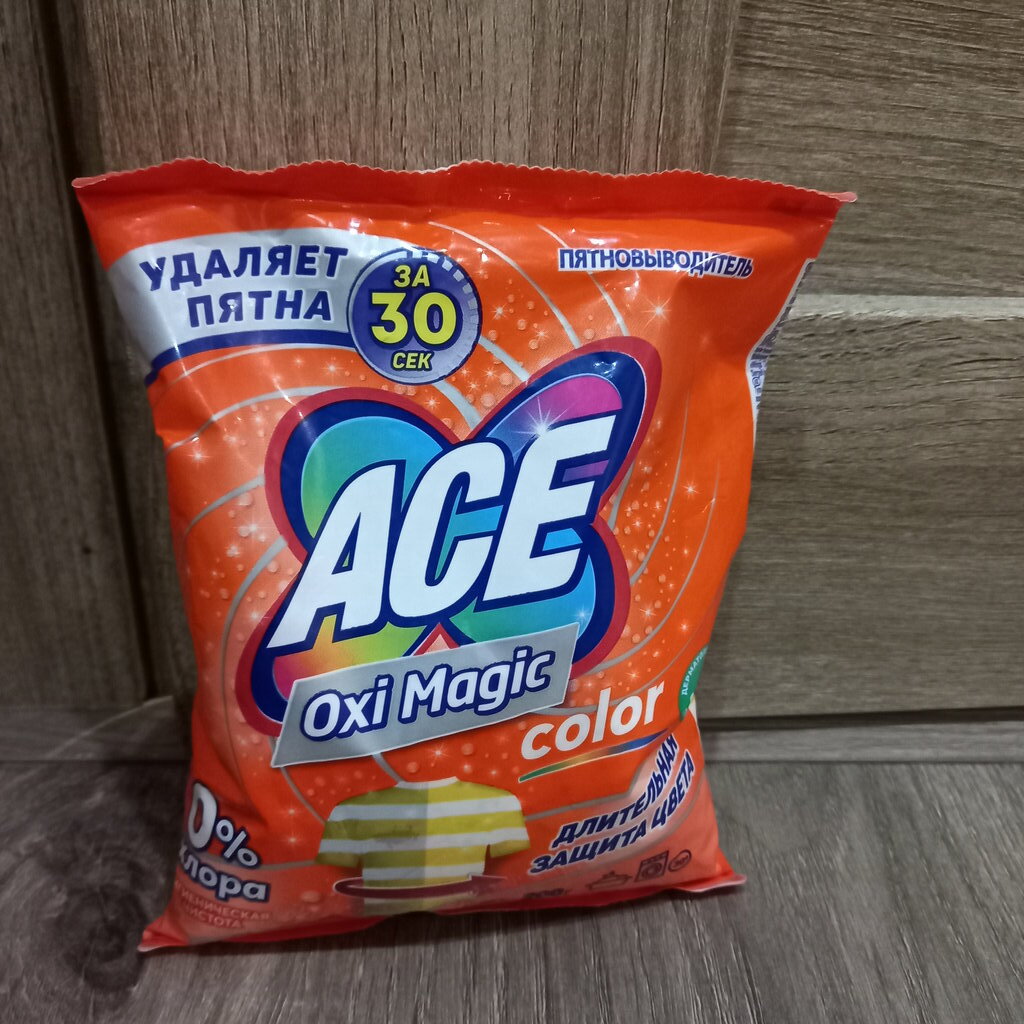 УДАЛЯЕТ
ПЯТНА
ЗА
30
СЕК
ПЯТНОВЫВОДИТЕЛЬ
ACE
Oxi Magic
color
ДЛИТЕЛЬНАЯ
ЗАЩИТА ЦВЕТА
0%
хлора